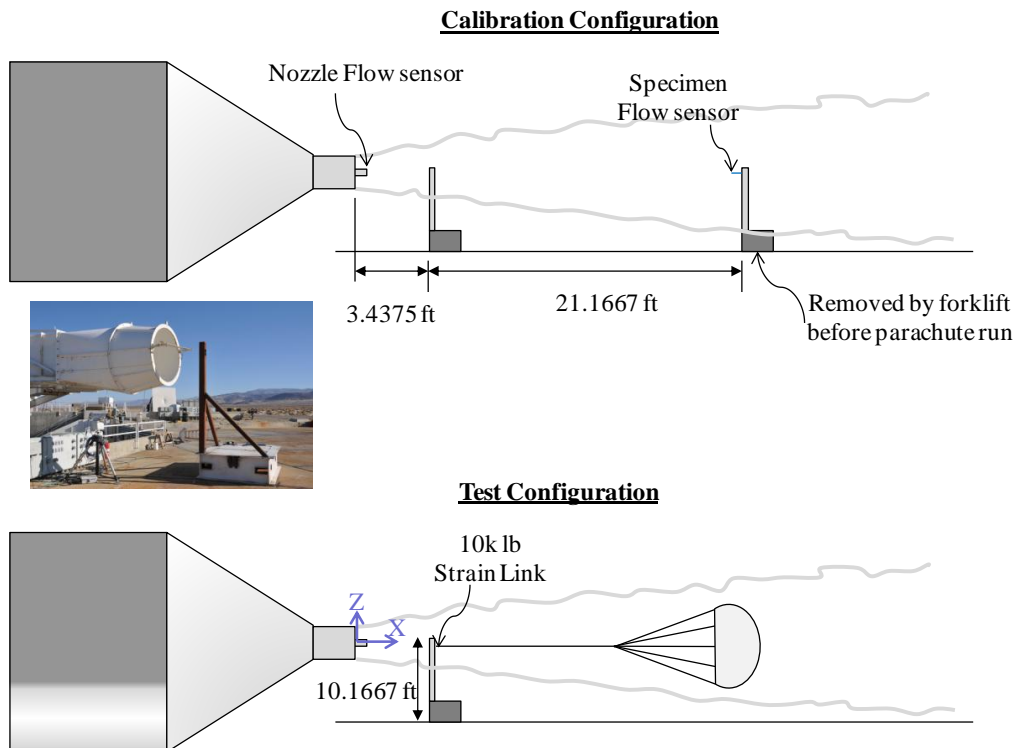 Calibration Configuration
Nozzle Flow sensor
Specimen
Flow sensor
3.4375 ft
21.1667 ft
Removed by forklift
before parachute run
Test Configuration
10k lb
Strain Link
Z
X
10.1667 ft